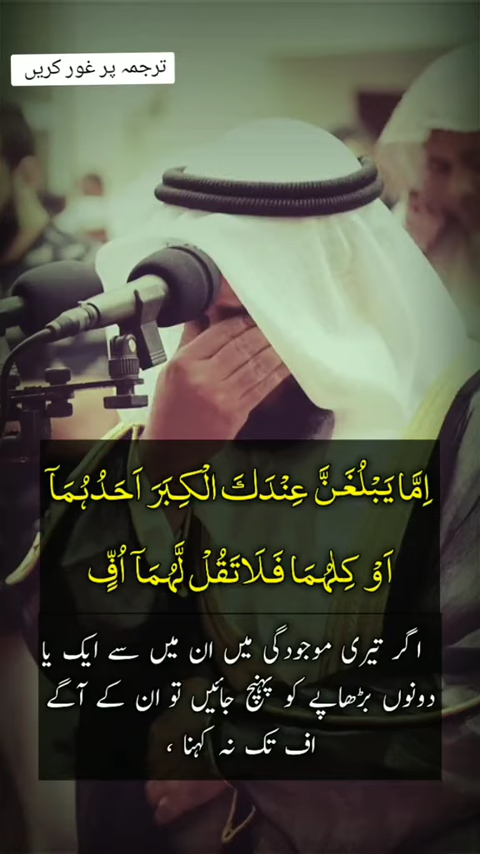 ترجمہ پر غور کریں
اِمَّا يَبْلُغَنَّ عِنْدَكَ الْكِبَرَ اَحَدُهُمَاۤ
اَوْ كِلٰهُمَا فَلَا تَقُلْ لَّهُمَاۤ اُفٍّ
اگر تیری موجودگی میں ان میں سے ایک یا
دونوں بڑھاپے کو پہنچ جائیں تو ان کے آگے
اف تک نہ کہنا ،